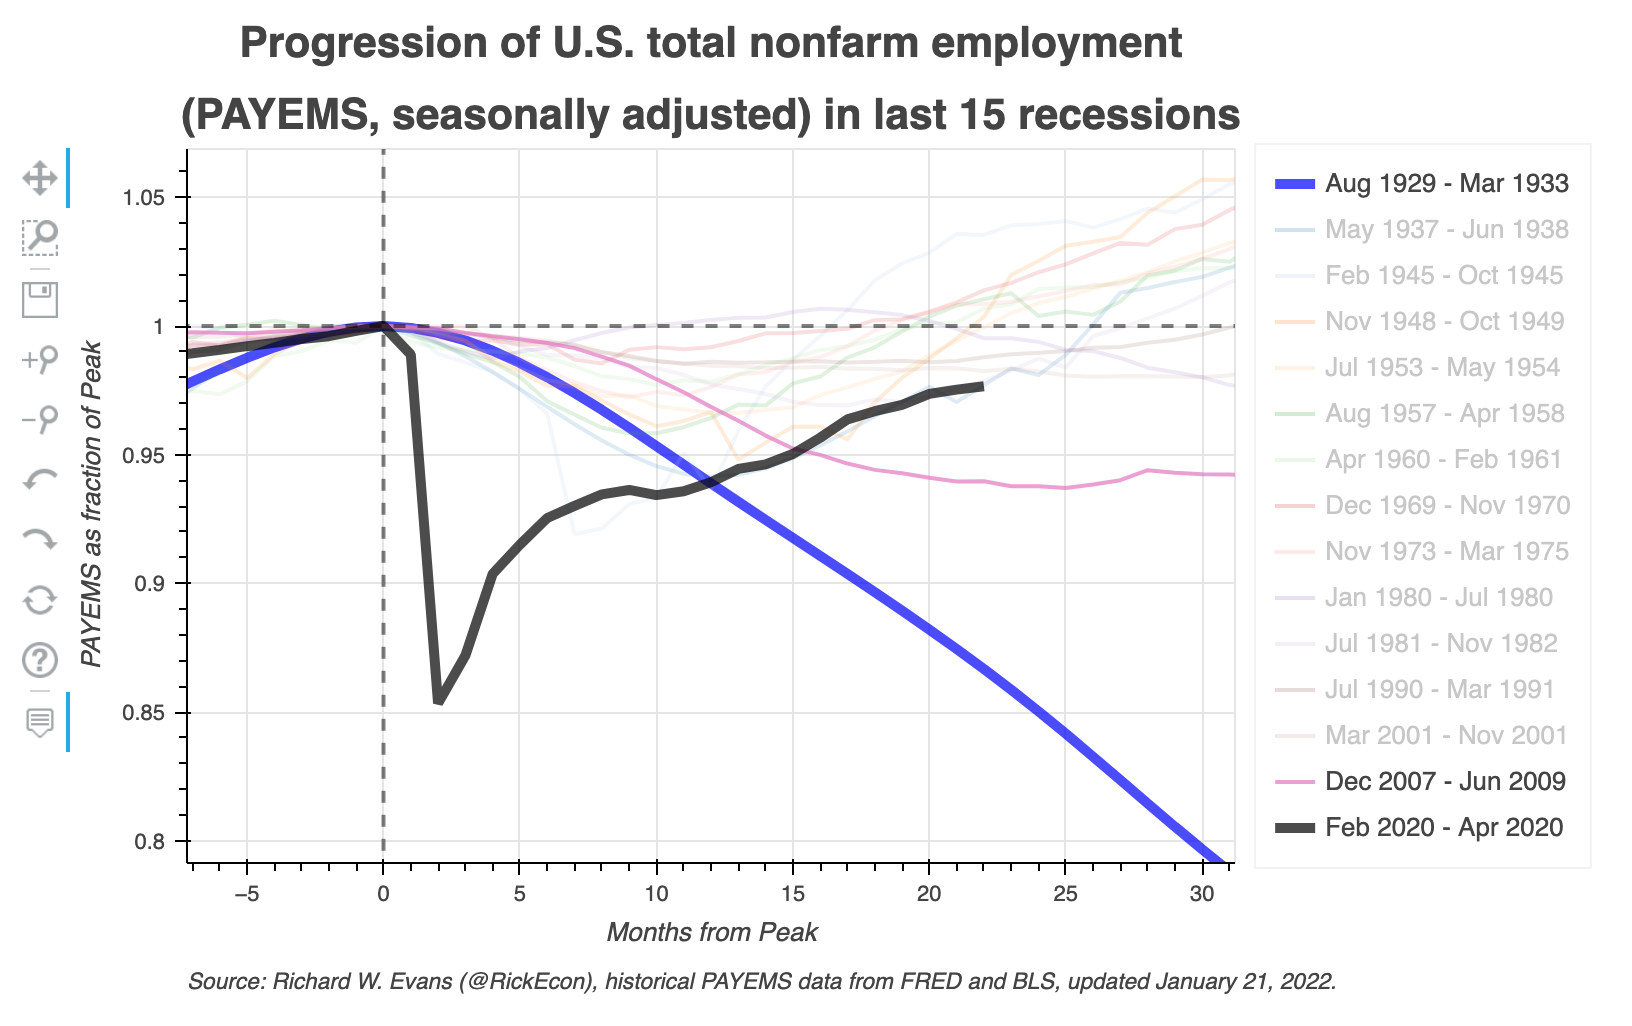 Progression of U.S. total nonfarm employment
(PAYEMS, seasonally adjusted) in last 15 recessions
PAYEMS as fraction of Peak
1.05
1
0.95
0.9
0.85
0.8
−5
0
5
10
15
20
25
30
Months from Peak
Aug 1929 - Mar 1933
May 1937 - Jun 1938
Feb 1945 - Oct 1945
Nov 1948 - Oct 1949
Jul 1953 - May 1954
Aug 1957 - Apr 1958
Apr 1960 - Feb 1961
Dec 1969 - Nov 1970
Nov 1973 - Mar 1975
Jan 1980 - Jul 1980
Jul 1981 - Nov 1982
Jul 1990 - Mar 1991
Mar 2001 - Nov 2001
Dec 2007 - Jun 2009
Feb 2020 - Apr 2020
Source: Richard W. Evans (@RickEcon), historical PAYEMS data from FRED and BLS, updated January 21, 2022.